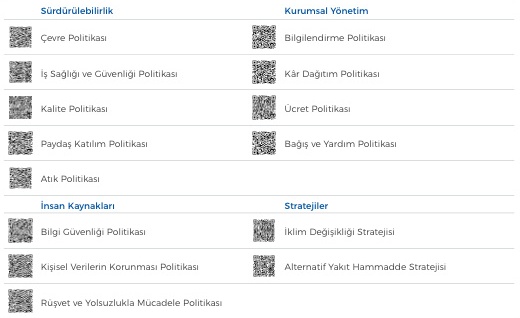 Sürdürülebilirlik
Çevre Politikası
İş Sağlığı ve Güvenliği Politikası
Kalite Politikası
Paydaş Katılım Politikası
Atık Politikası
Kurumsal Yönetim
Bilgilendirme Politikası
Kâr Dağıtım Politikası
Ücret Politikası
Bağış ve Yardım Politikası
İnsan Kaynakları
Bilgi Güvenliği Politikası
Kişisel Verilerin Korunması Politikası
Rüşvet ve Yolsuzlukla Mücadele Politikası
Stratejiler
İklim Değişikliği Stratejisi
Alternatif Yakıt Hammadde Stratejisi